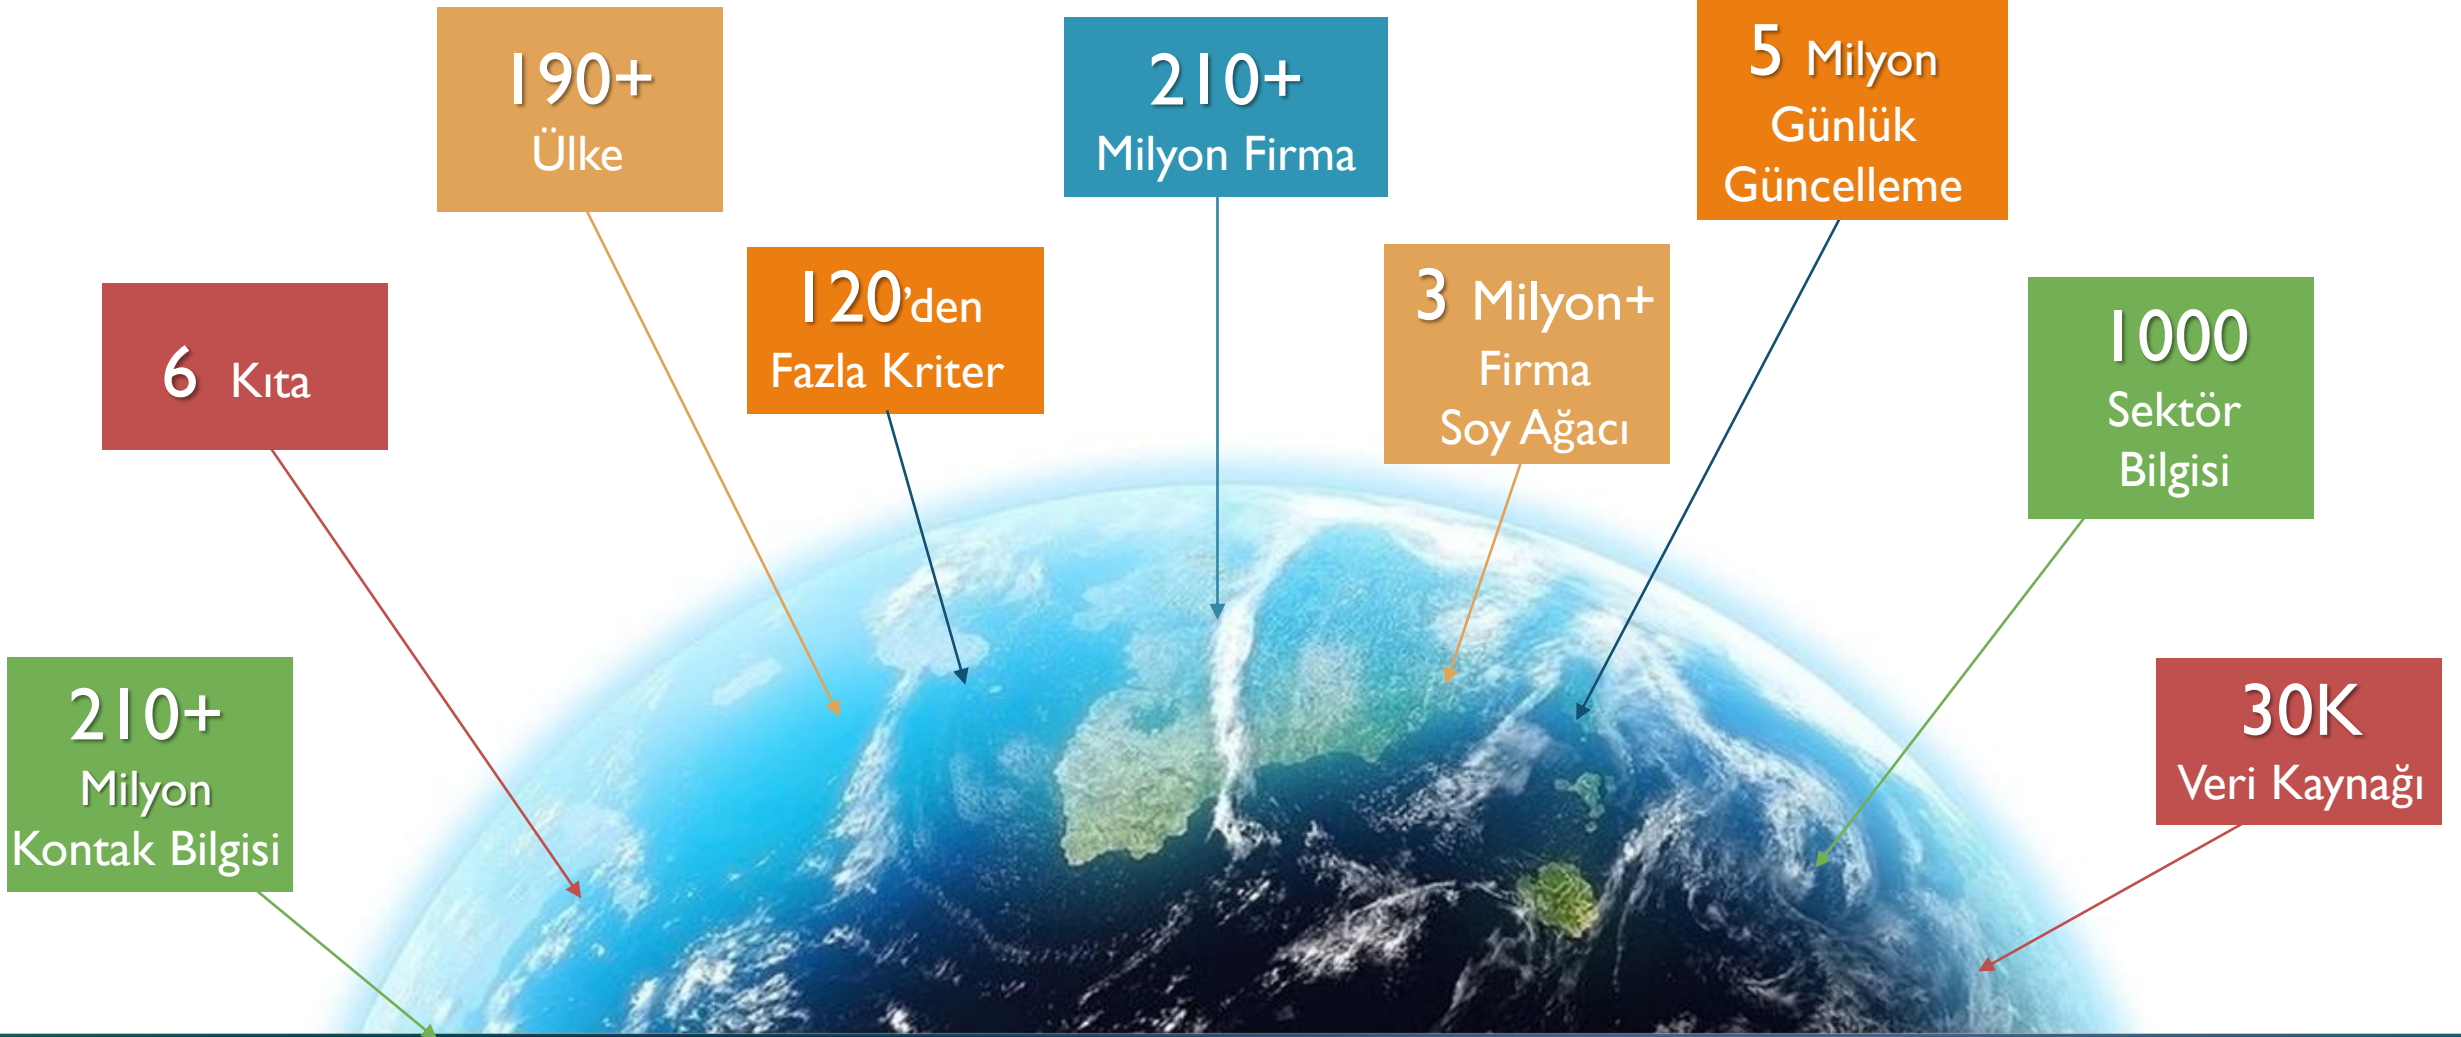 190+
Ülke
210+
Milyon Firma
5 Milyon
Günlük
Güncelleme
6 Kıta
120’den
Fazla Kriter
3 Milyon+
Firma
Soy Ağacı
1000
Sektör
Bilgisi
210+
Milyon
Kontak Bilgisi
30K
Veri Kaynağı